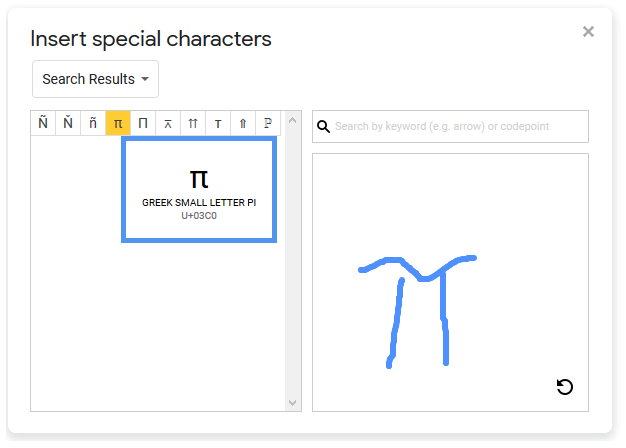 Insert special characters
×
Search Results
Ñ Ň ñ π Π ⊼ ⇈ т ⇑ ℙ
Search by keyword (e.g. arrow) or codepoint
π
GREEK SMALL LETTER PI
U+03C0
π